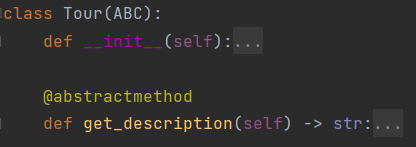 class Tour(ABC):
def __init__(self):...
@abstractmethod
def get_description(self) -> str:...